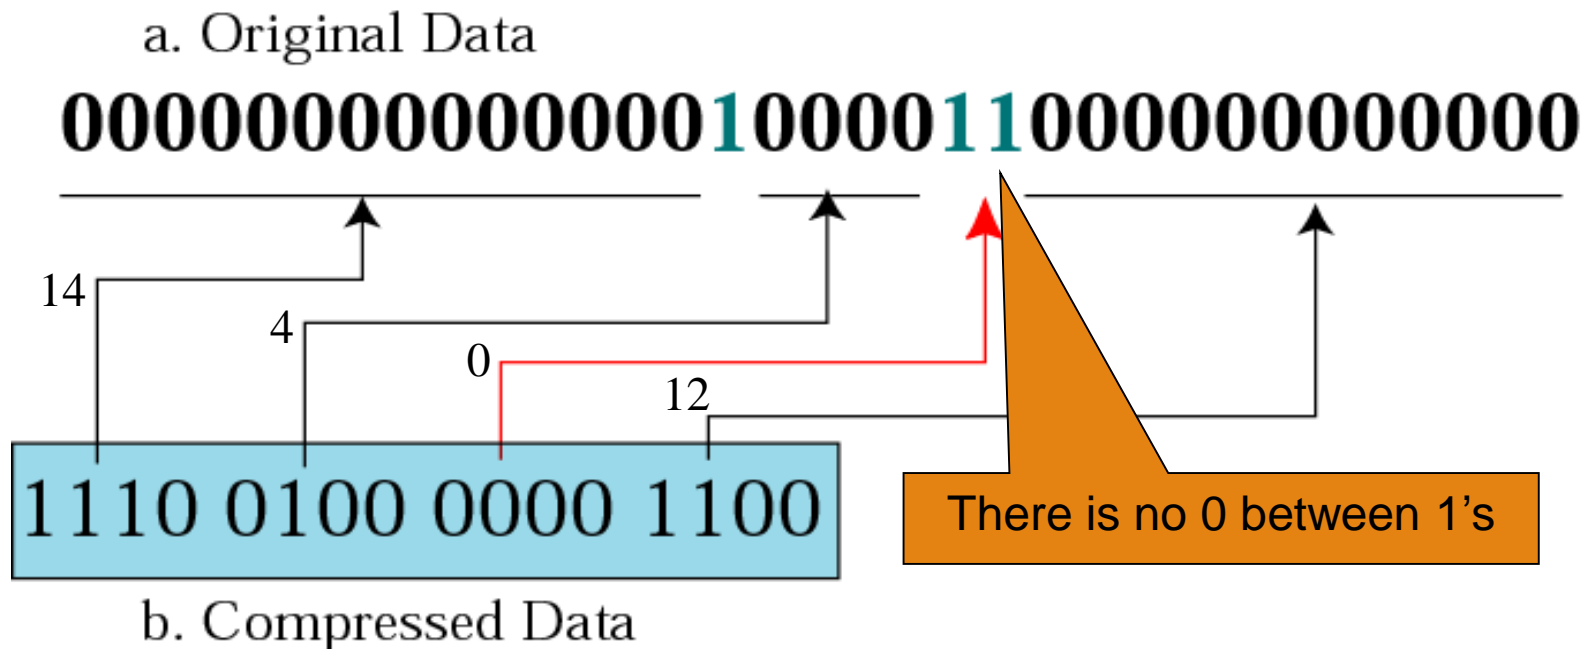 a. Original Data
000000000000001000011000000000000
14
4
0
12
1110 0100 0000 1100
There is no 0 between 1’s
b. Compressed Data